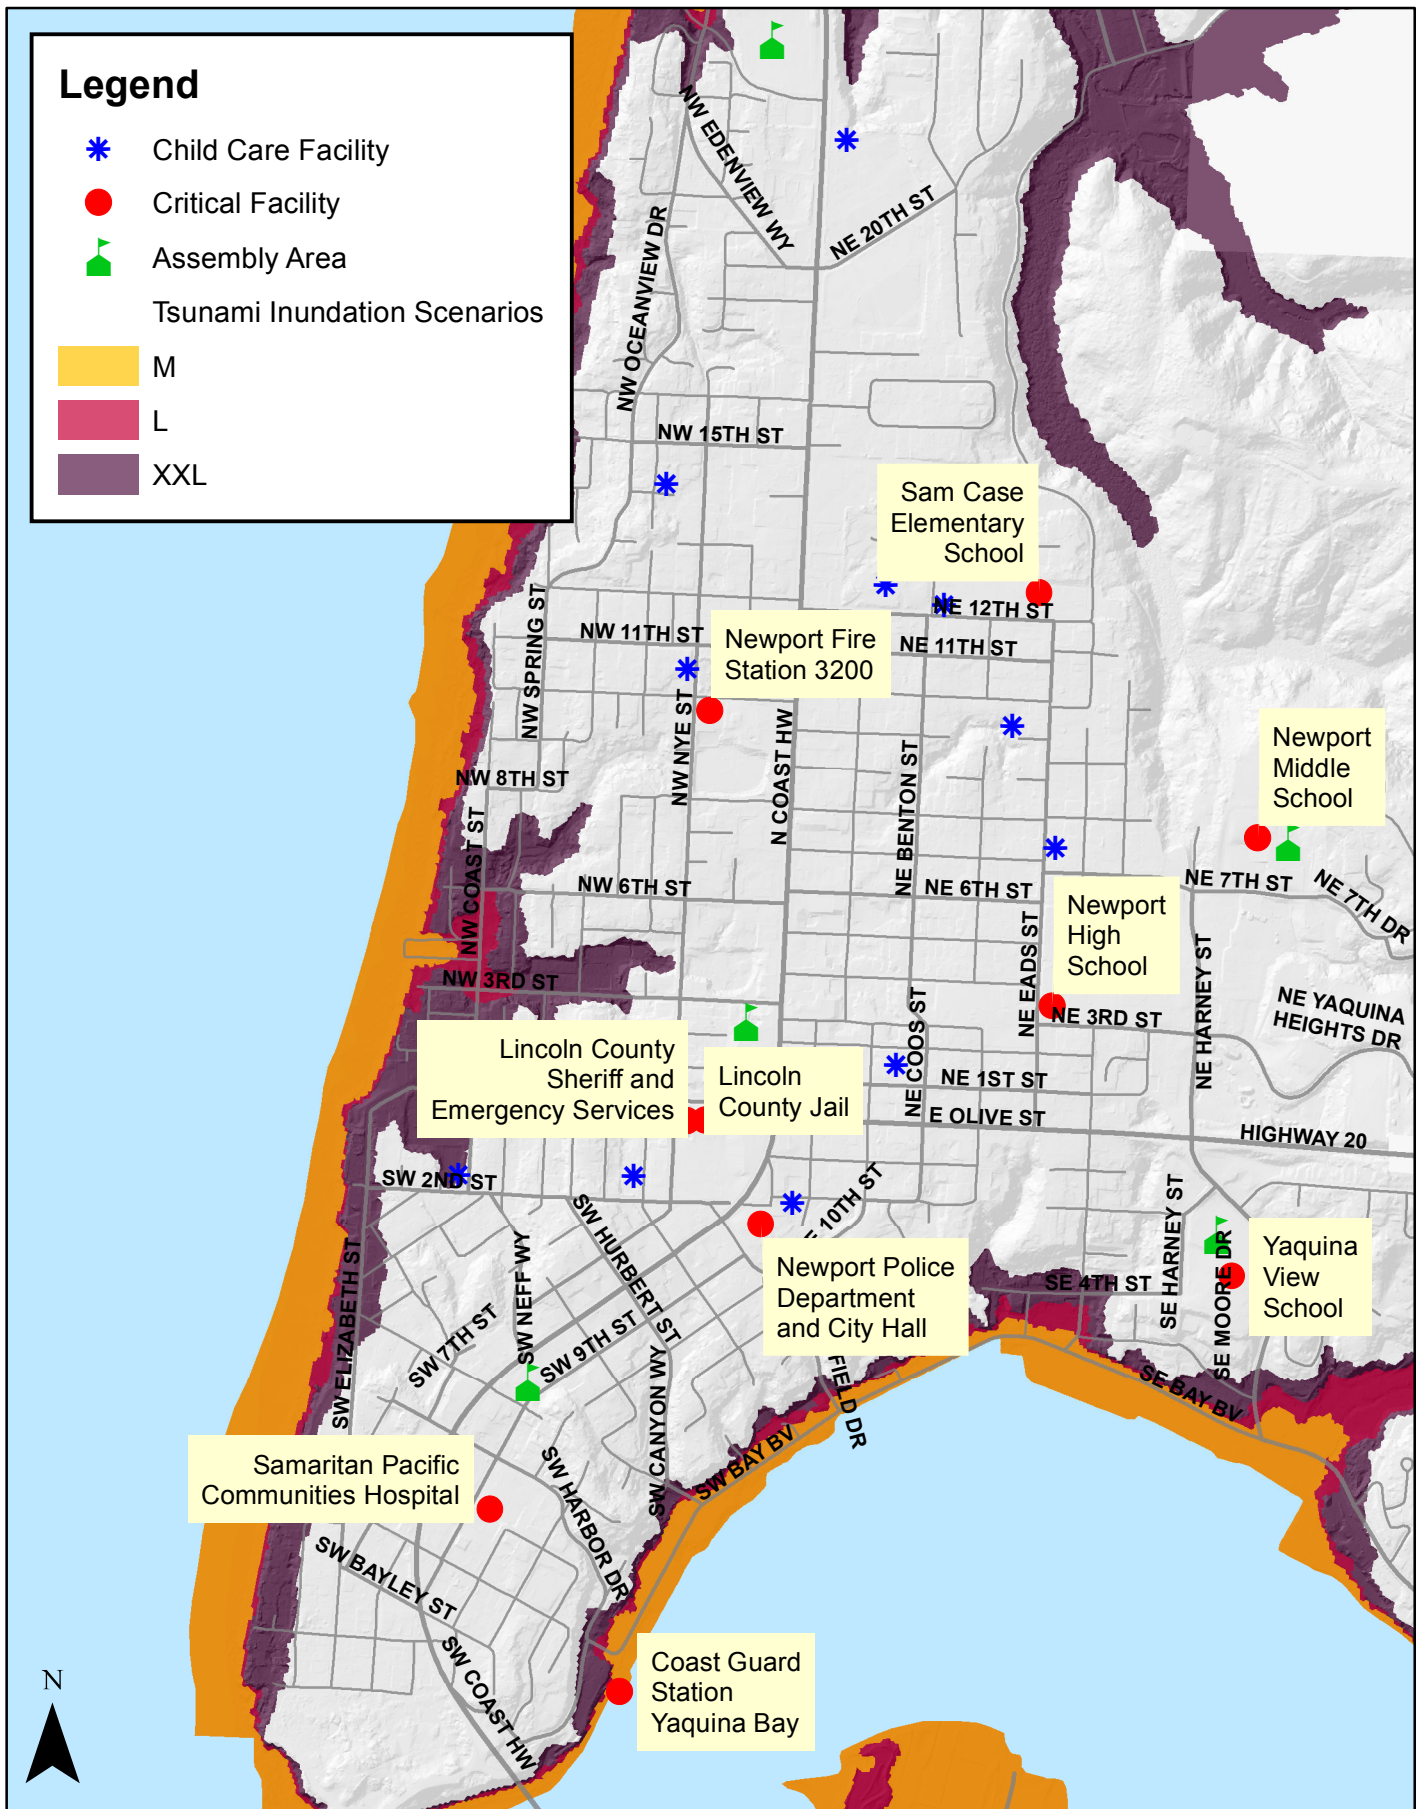 Legend
Child Care Facility
Critical Facility
Assembly Area
Tsunami Inundation Scenarios
M
L
XXL
NW EDENVIEW WY
NE 20TH ST
NW OCEANVIEW DR
NW 15TH ST
Sam Case
Elementary
School
NE 12TH ST
NW SPRING ST
NW 11TH ST
Newport Fire
Station 3200
NE 11TH ST
NW NYE ST
N COAST HW
NE BENTON ST
Newport
Middle
School
NW 8TH ST
NW COAST ST
NW 6TH ST
NE 6TH ST
NE 7TH ST
NE 7TH DR
Newport
High
School
NE EADS ST
NE HARNEY ST
NW 3RD ST
NE 3RD ST
NE YAQUINA
HEIGHTS DR
Lincoln County
Sheriff and
Emergency Services
Lincoln
County Jail
NE COOS ST
NE 1ST ST
E OLIVE ST
HIGHWAY 20
SW 2ND ST
SW HURBERT ST
E 10TH ST
SE HARNEY ST
SE MOORE DR
Yaquina
View
School
SW ELIZABETH ST
SW NEFF WY
Newport Police
Department
and City Hall
SE 4TH ST
SW 7TH ST
SW 9TH ST
SW CANYON WY
FIELD DR
SE BAY BV
SW BAY BV
Samaritan Pacific
Communities Hospital
SW HARBOR DR
SW BAYLEY ST
SW COAST HW
Coast Guard
Station
Yaquina Bay
N